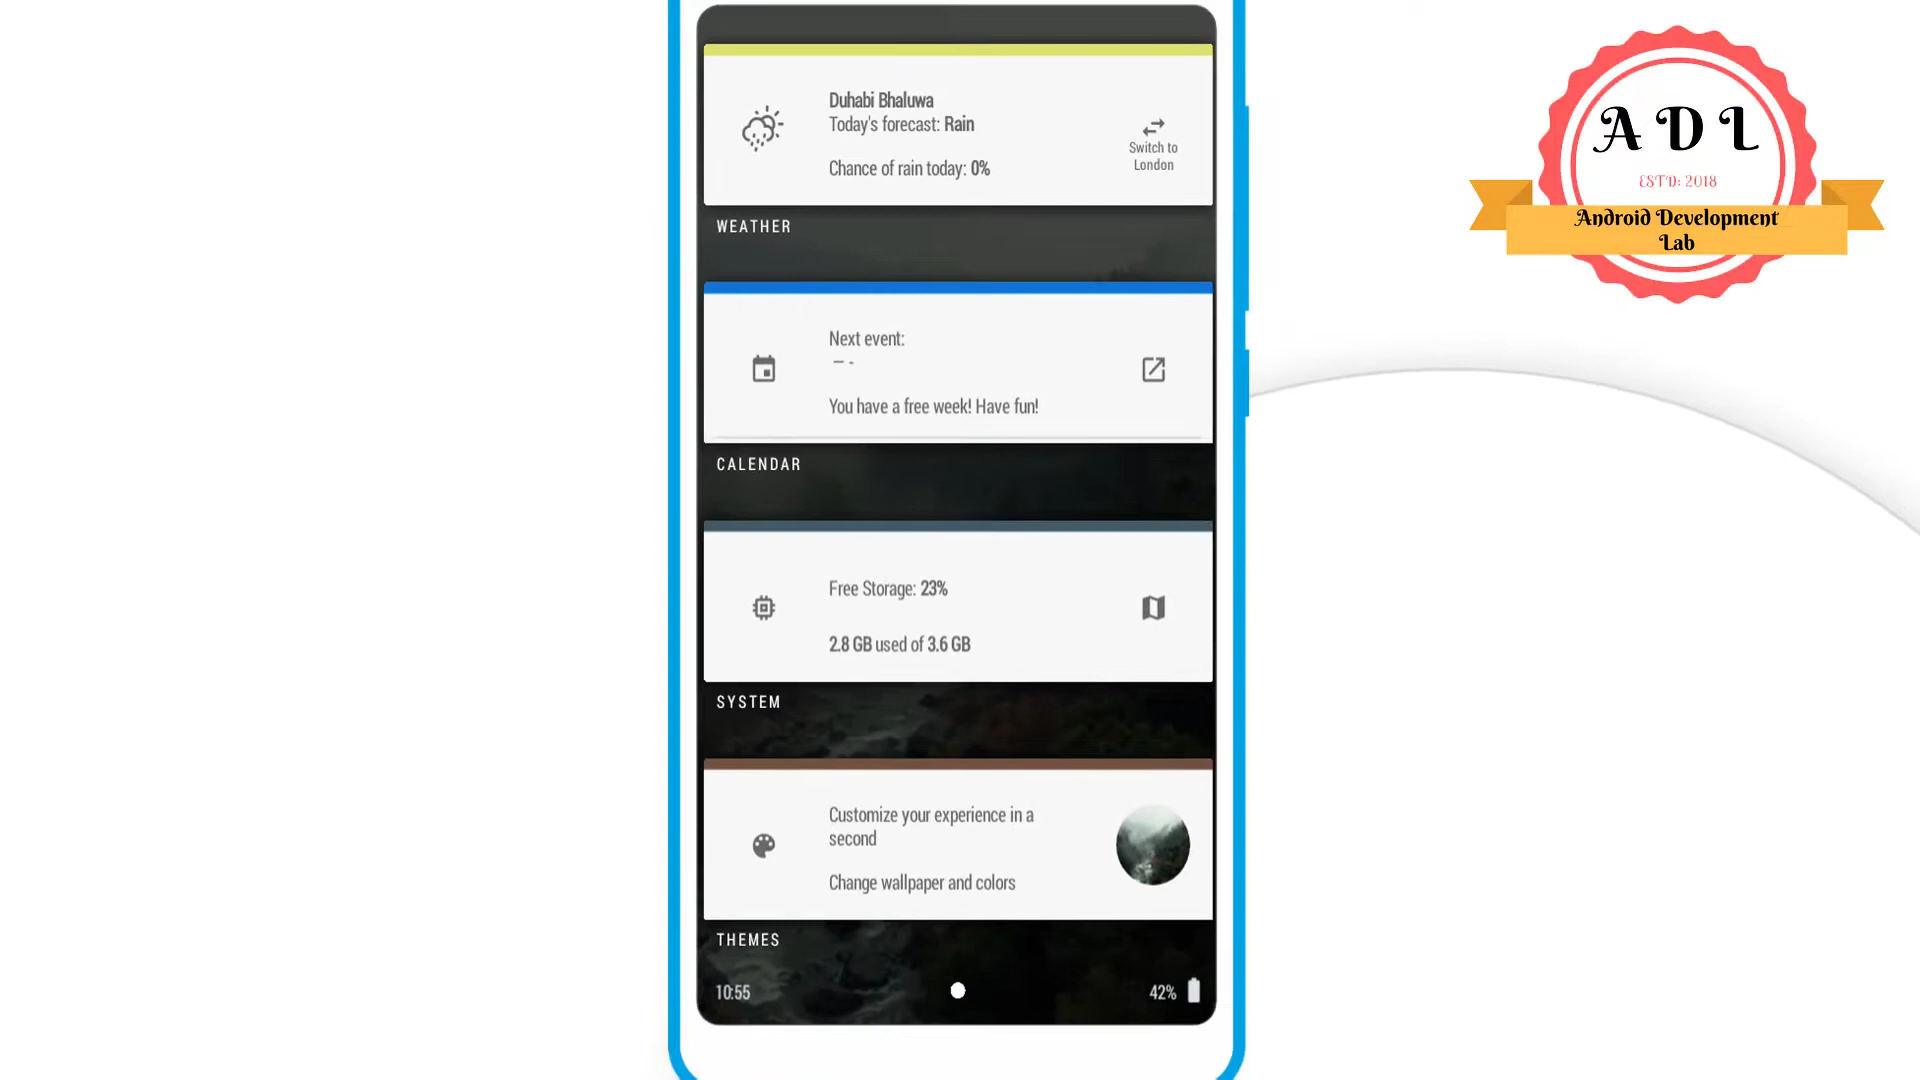 Duhabi Bhaluwa
Today's forecast: Rain
Chance of rain today: 0%
Switch to
London
WEATHER
Next event:
– -
You have a free week! Have fun!
CALENDAR
Free Storage: 23%
2.8 GB used of 3.6 GB
SYSTEM
Customize your experience in a
second
Change wallpaper and colors
THEMES
10:55
42%
A D L
ESTD: 2018
Android Development
Lab